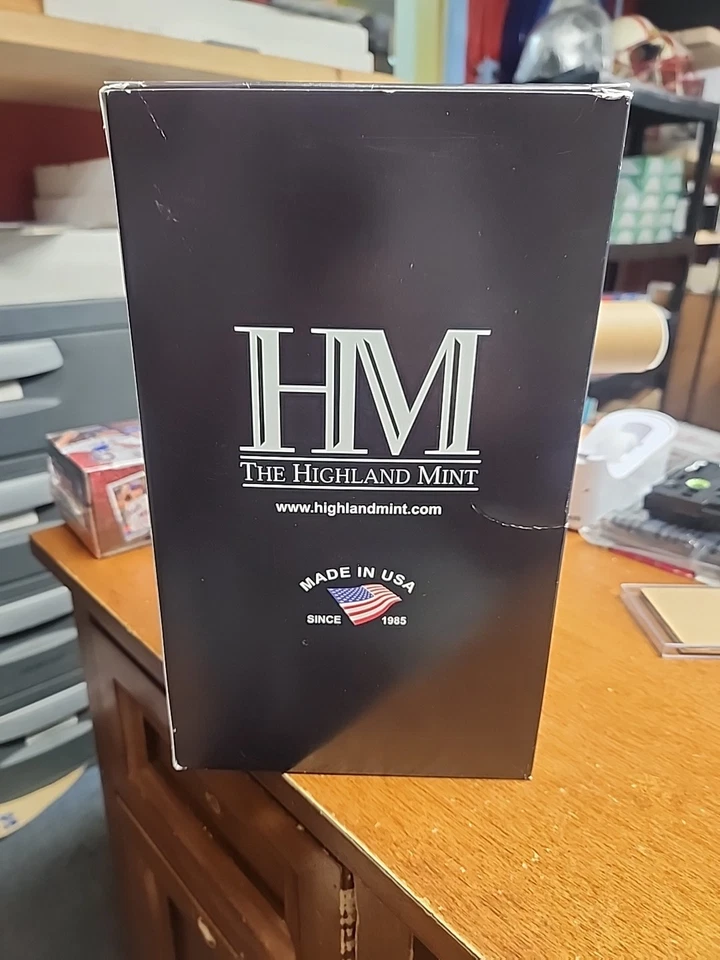 HM
THE HIGHLAND MINT
www.highlandmint.com
MADE IN USA
SINCE 1985